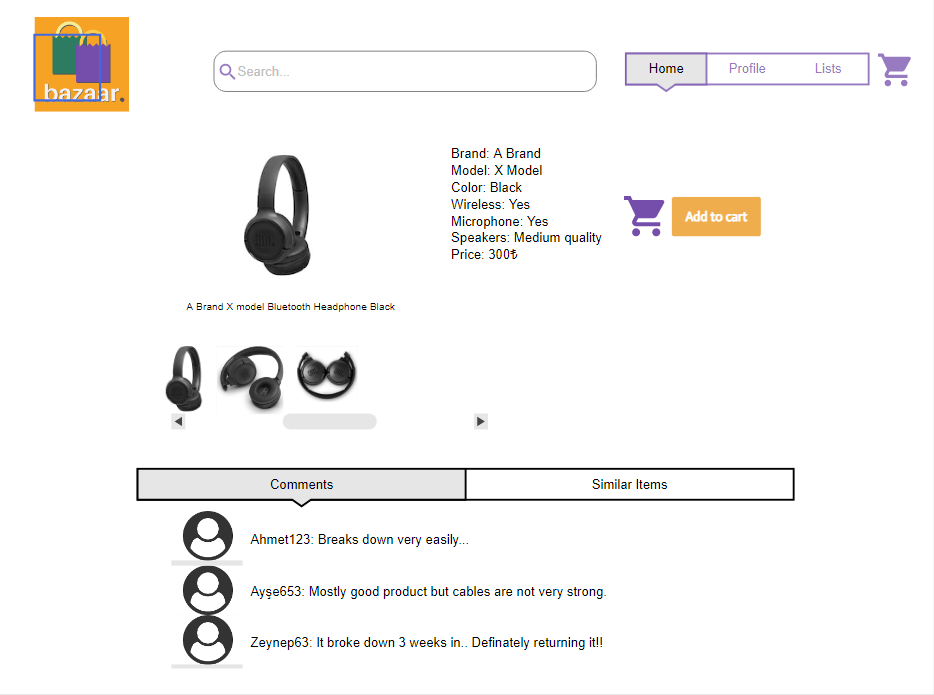 bazaar.
Search...
Home
Profile
Lists
Brand: A Brand
Model: X Model
Color: Black
Wireless: Yes
Microphone: Yes
Speakers: Medium quality
Price: 300₺
Add to cart
JBL
A Brand X model Bluetooth Headphone Black
Comments
Similar Items
Ahmet123: Breaks down very easily...
Ayşe653: Mostly good product but cables are not very strong.
Zeynep63: It broke down 3 weeks in.. Definately returning it!!